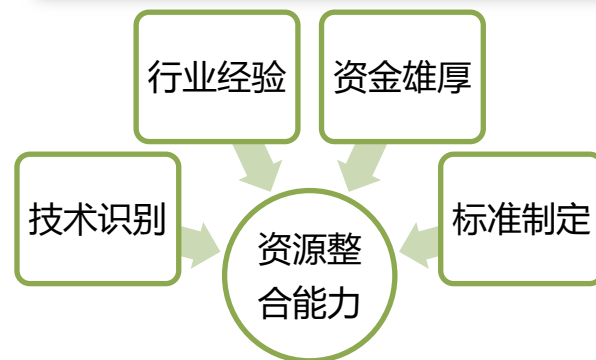 行业经验
资金雄厚
技术识别
标准制定
资源整
合能力